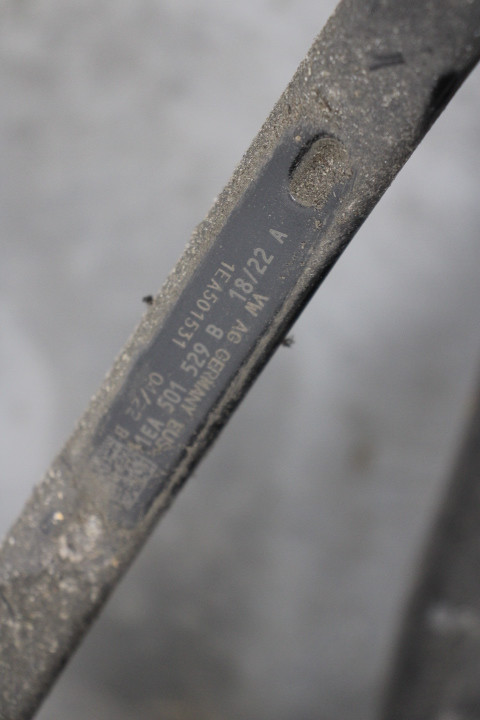 1EA501531
1EA 501 529 B 18/22 A
VW AG GERMANY